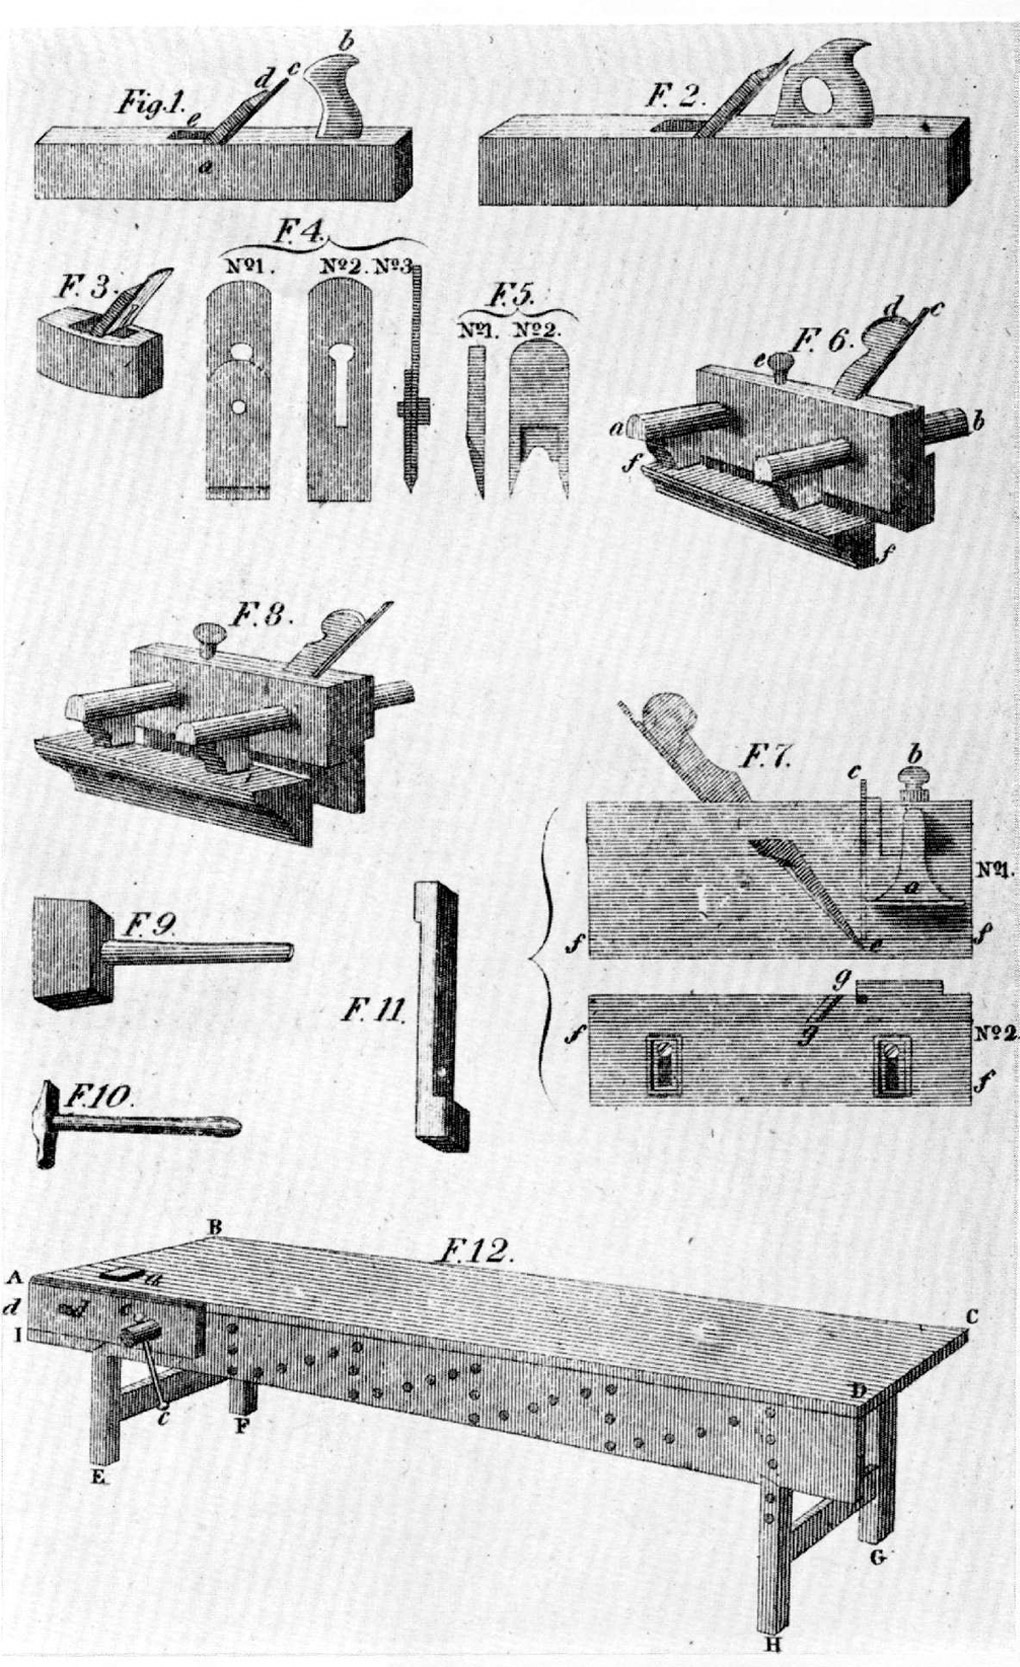 Fig.1.
a
b
c
d
e
F. 2.
F. 3.
F. 4.
Nº1.
Nº2.
Nº3
F. 5.
Nº1.
Nº2.
F. 6.
a
b
c
d
e
f
f
F. 8.
F. 7.
b
c
a
Nº1.
f
f
e
g
g
Nº2.
f
f
F. 9.
F. 11.
F. 10.
F. 12.
B
A
a
d
I
C
D
c
F
E
G
H